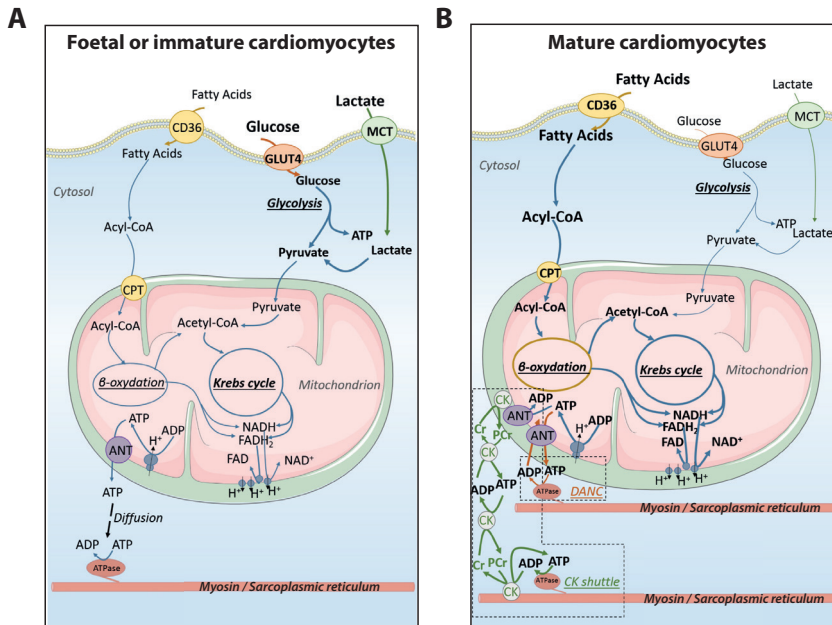 A
Foetal or immature cardiomyocytes
Fatty Acids
CD36
Fatty Acids
Lactate
MCT
Glucose
GLUT4
Glucose
Cytosol
Glycolysis
Acyl-CoA
ATP
Lactate
Pyruvate
CPT
Pyruvate
Acyl-CoA
Acetyl-CoA
β-oxydation
Krebs cycle
Mitochondrion
ATP
ADP
H⁺
ANT
NADH
FADH₂
FAD
NAD⁺
H⁺
H⁺
H⁺
ATP
Diffusion
ADP
ATP
ATPase
Myosin / Sarcoplasmic reticulum
B
Mature cardiomyocytes
Fatty Acids
CD36
Fatty Acids
Lactate
MCT
Glucose
GLUT4
Glucose
Cytosol
Glycolysis
Acyl-CoA
ATP
Lactate
Pyruvate
CPT
Pyruvate
Acyl-CoA
Acetyl-CoA
β-oxydation
Krebs cycle
Mitochondrion
CK
ADP
ATP
ANT
ADP
H⁺
NADH
FADH₂
FAD
NAD⁺
Cr
PCr
ANT
CK
H⁺
H⁺
H⁺
ADP
ATP
ADP
ATP
ATPase
DANC
Myosin / Sarcoplasmic reticulum
CK
Cr
PCr
ADP
ATP
ATPase
CK shuttle
CK
Myosin / Sarcoplasmic reticulum